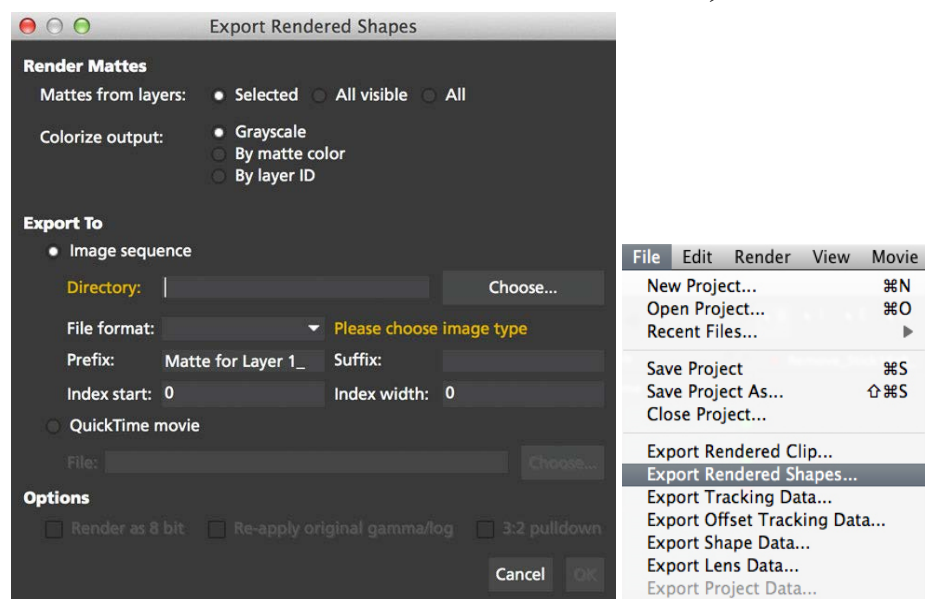 Export Rendered Shapes
Render Mattes
Mattes from layers: Selected All visible All
Colorize output: Grayscale
By matte color
By layer ID
Export To
Image sequence
Directory: Choose...
File format: Please choose image type
Prefix: Matte for Layer 1_ Suffix:
Index start: 0 Index width: 0
QuickTime movie
File: Choose...
Options
Render as 8 bit Re-apply original gamma/log 3:2 pulldown
Cancel OK
File Edit Render View Movie
New Project... ⌘N
Open Project... ⌘O
Recent Files... ▶
Save Project ⌘S
Save Project As... ⇧⌘S
Close Project...
Export Rendered Clip...
Export Rendered Shapes...
Export Tracking Data...
Export Offset Tracking Data...
Export Shape Data...
Export Lens Data...
Export Project Data...